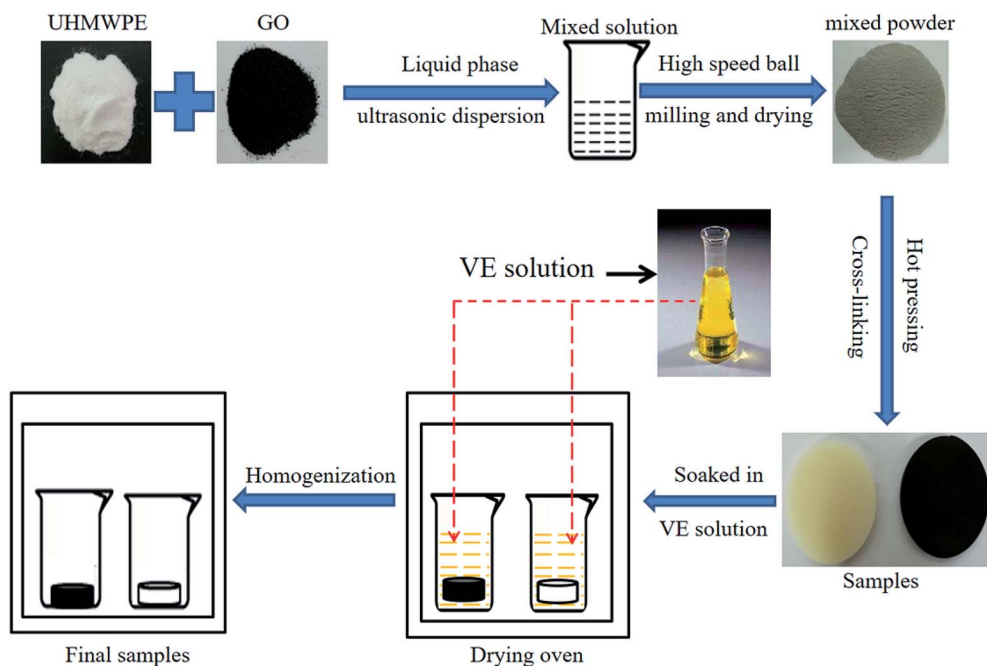 UHMWPE
GO
Mixed solution
mixed powder
Liquid phase
ultrasonic dispersion
High speed ball
milling and drying
Hot pressing
Cross-linking
VE solution
Samples
Soaked in
VE solution
Drying oven
Homogenization
Final samples